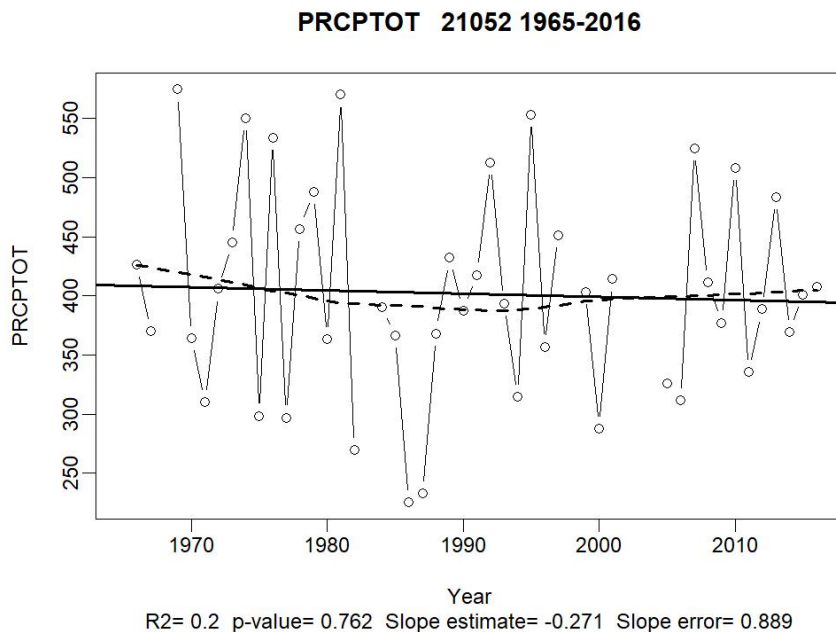 PRCPTOT 21052 1965-2016
PRCPTOT
550
500
450
400
350
300
250
1970 1980 1990 2000 2010
Year
R2= 0.2 p-value= 0.762 Slope estimate= -0.271 Slope error= 0.889